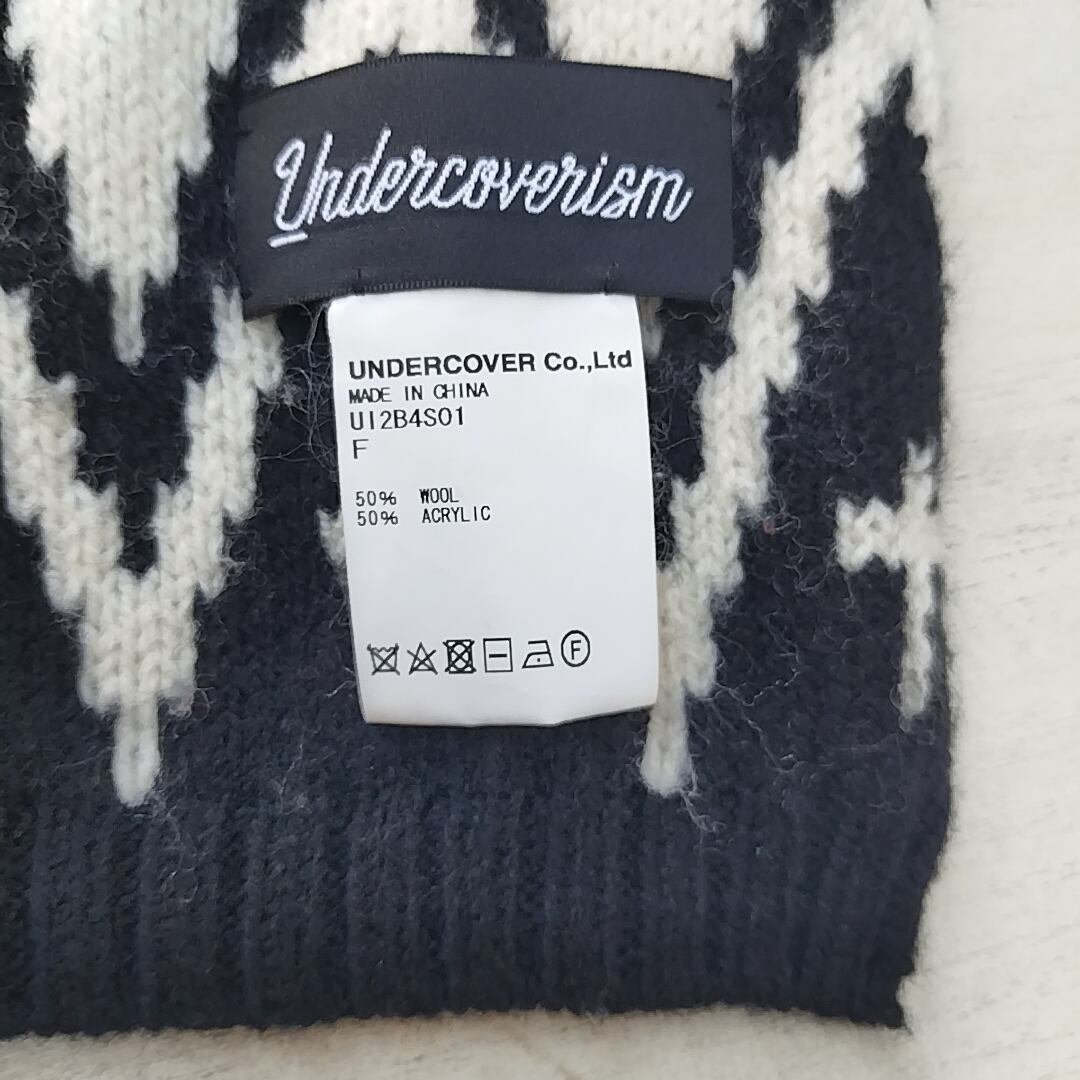 Undercoverism
UNDERCOVER Co.,Ltd
MADE IN CHINA
UI2B4S01
F
50% WOOL
50% ACRYLIC
F